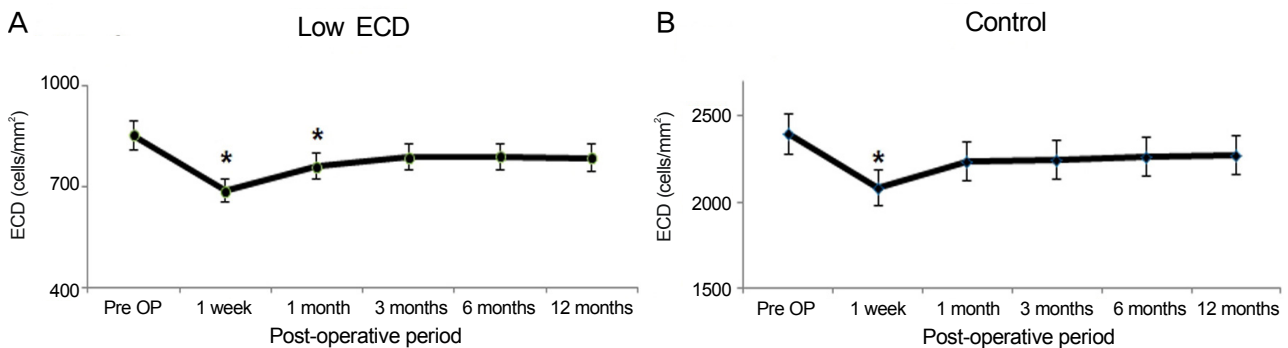 A
Low ECD
1000
700
400
ECD (cells/mm²)
*
*
Pre OP
1 week
1 month
3 months
6 months
12 months
Post-operative period
B
Control
2500
2000
1500
ECD (cells/mm²)
*
Pre OP
1 week
1 month
3 months
6 months
12 months
Post-operative period